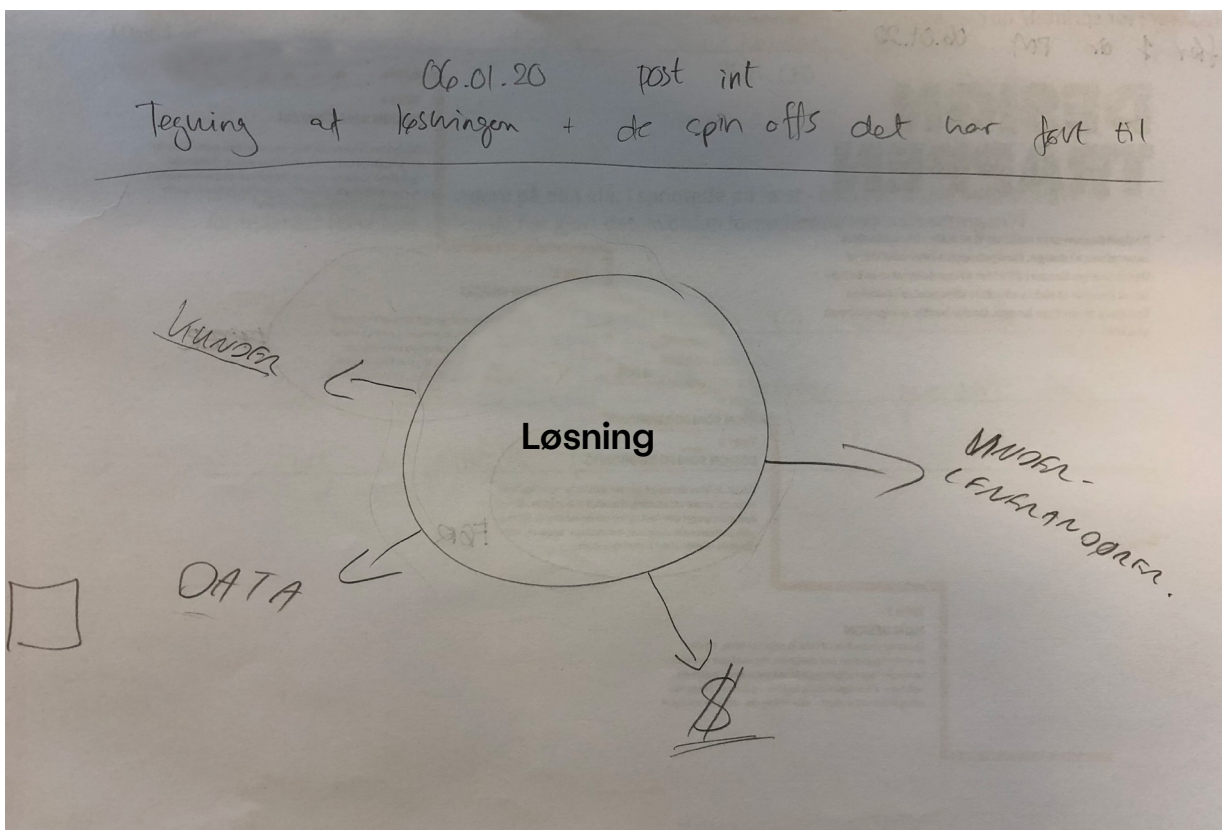 06.01.20 post int
Tegning af løsningen + de spin offs det har ført til
KUNDER
Løsning
UNDER-
LEVERANDØRER.
DATA
$